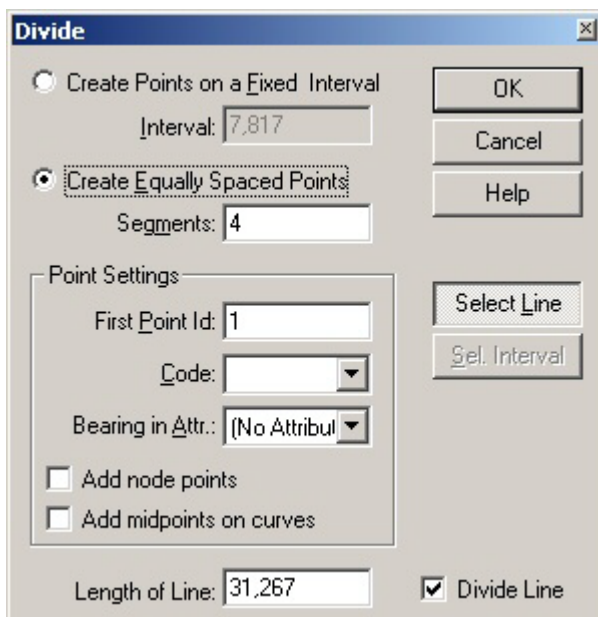 Divide
Create Points on a Fixed Interval
Interval: 7,817
Create Equally Spaced Points
Segments: 4
OK
Cancel
Help
Point Settings
First Point Id: 1
Code:
Bearing in Attr.: (No Attribut
Add node points
Add midpoints on curves
Select Line
Sel. Interval
Length of Line: 31,267
Divide Line